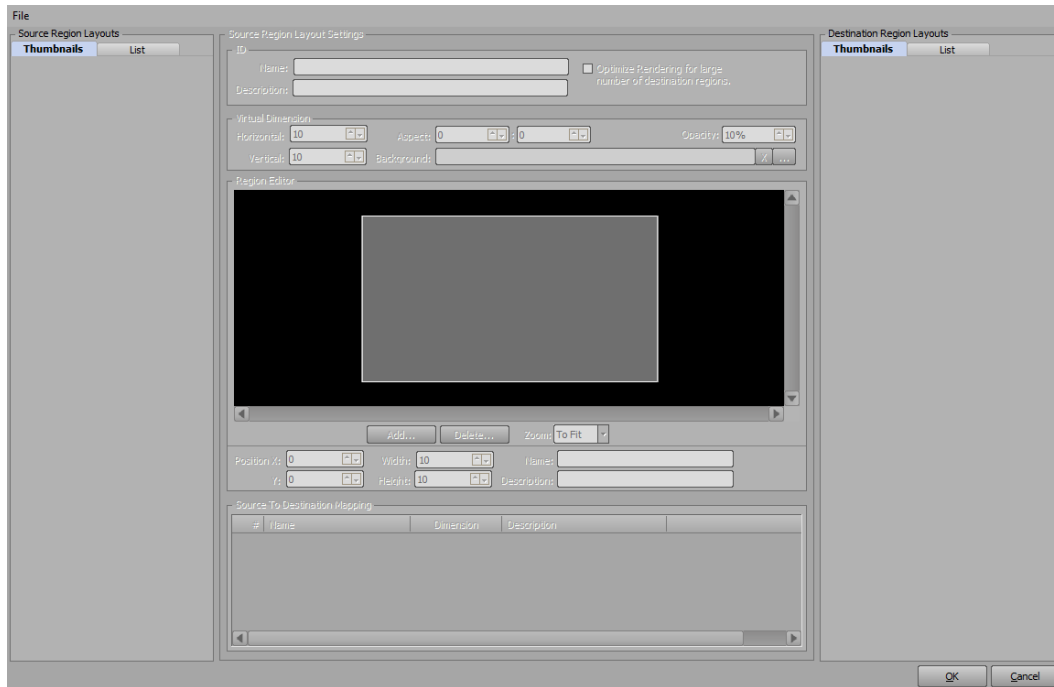 File
Source Region Layouts
Thumbnails List
Source Region Layout Settings
ID
Name:
Optimize Rendering for large
number of destination regions.
Description:
Virtual Dimension
Horizontal: 10 Aspect: 0 : 0 Opacity: 10%
Vertical: 10 Background: X ...
Region Editor
Add... Delete... Zoom: To Fit
Position X: 0 Width: 10 Name:
Y: 0 Height: 10 Description:
Source To Destination Mapping
# Name Dimension Description
Destination Region Layouts
Thumbnails List
OK Cancel